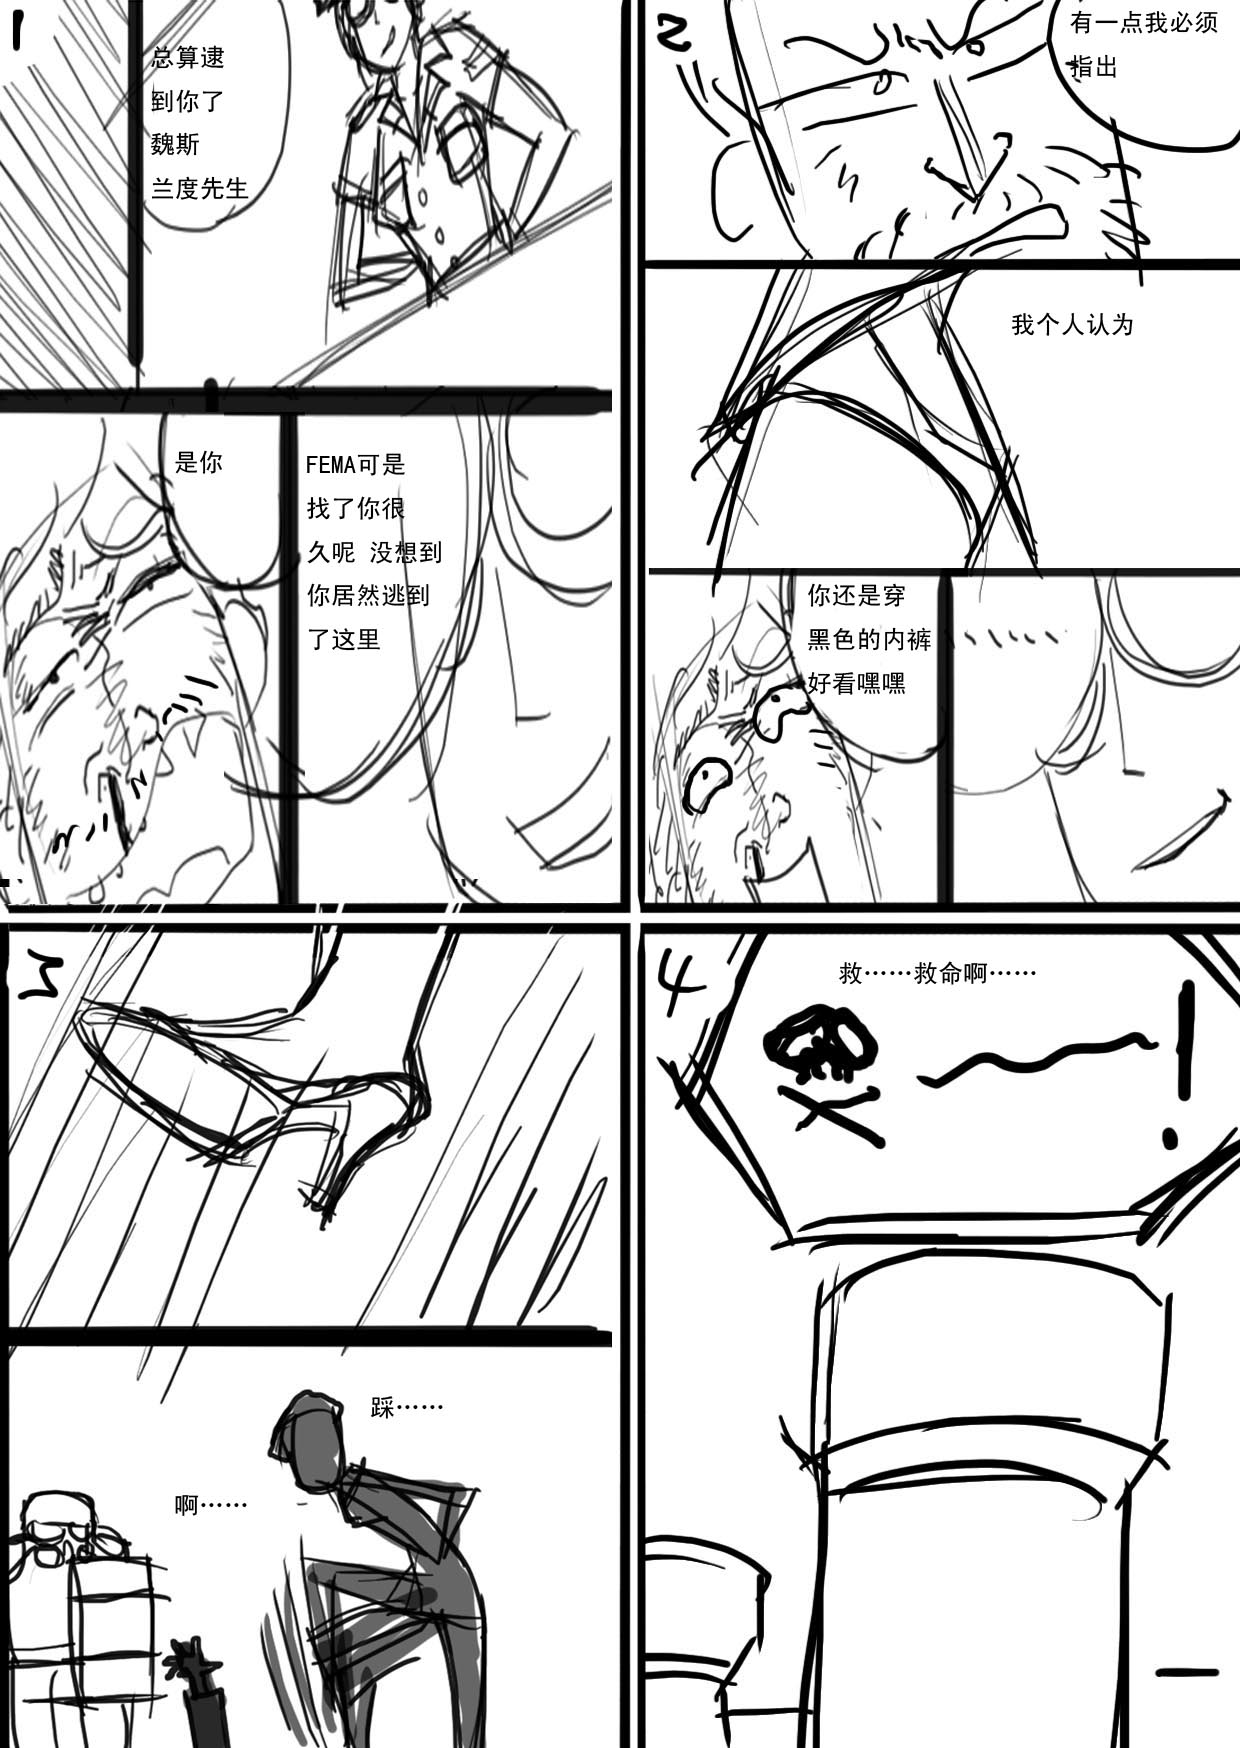 1
总算逮
到你了
魏斯
兰度先生
是你
FEMA可是
找了你很
久呢 没想到
你居然逃到
了这里
2
有一点我必须
指出
我个人认为
你还是穿
黑色的内裤
好看嘿嘿
3
踩……
啊……
4
救……救命啊……
!